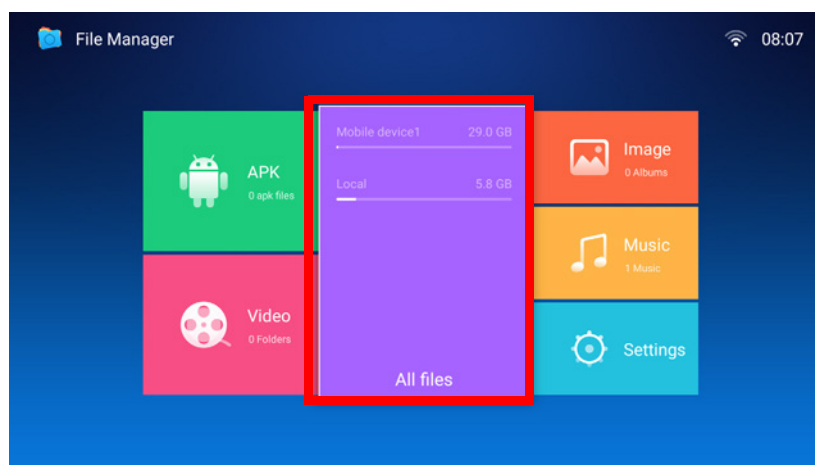 File Manager
08:07
APK
0 apk files
Video
0 Folders
Mobile device1 29.0 GB
Local 5.8 GB
All files
Image
0 Albums
Music
1 Music
Settings